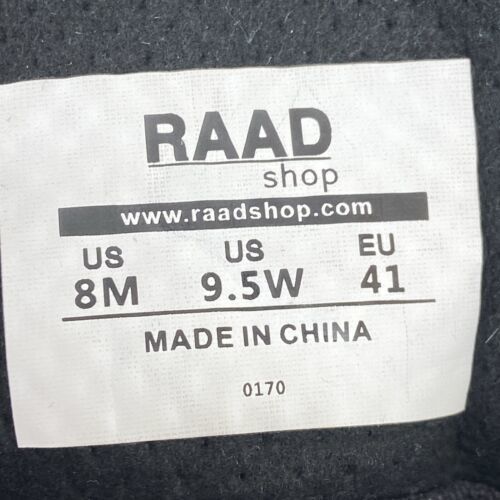 RAAD
shop
www.raadshop.com
US US EU
8M 9.5W 41
MADE IN CHINA
0170